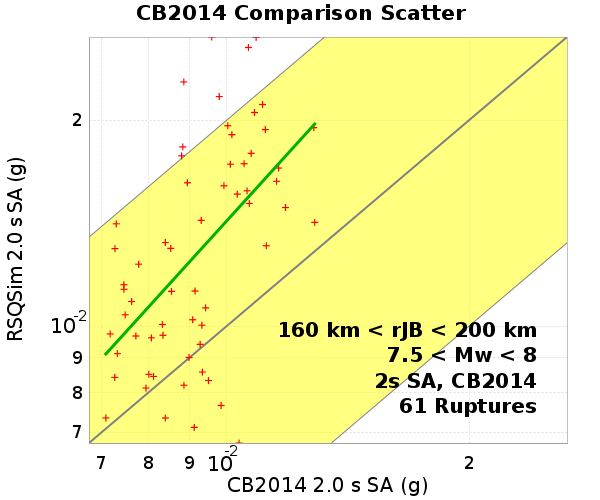 CB2014 Comparison Scatter
RSQSim 2.0 s SA (g)
2
10-2
9
8
7
160 km < rJB < 200 km
7.5 < Mw < 8
2s SA, CB2014
61 Ruptures
7 8 9 10-2 2
CB2014 2.0 s SA (g)